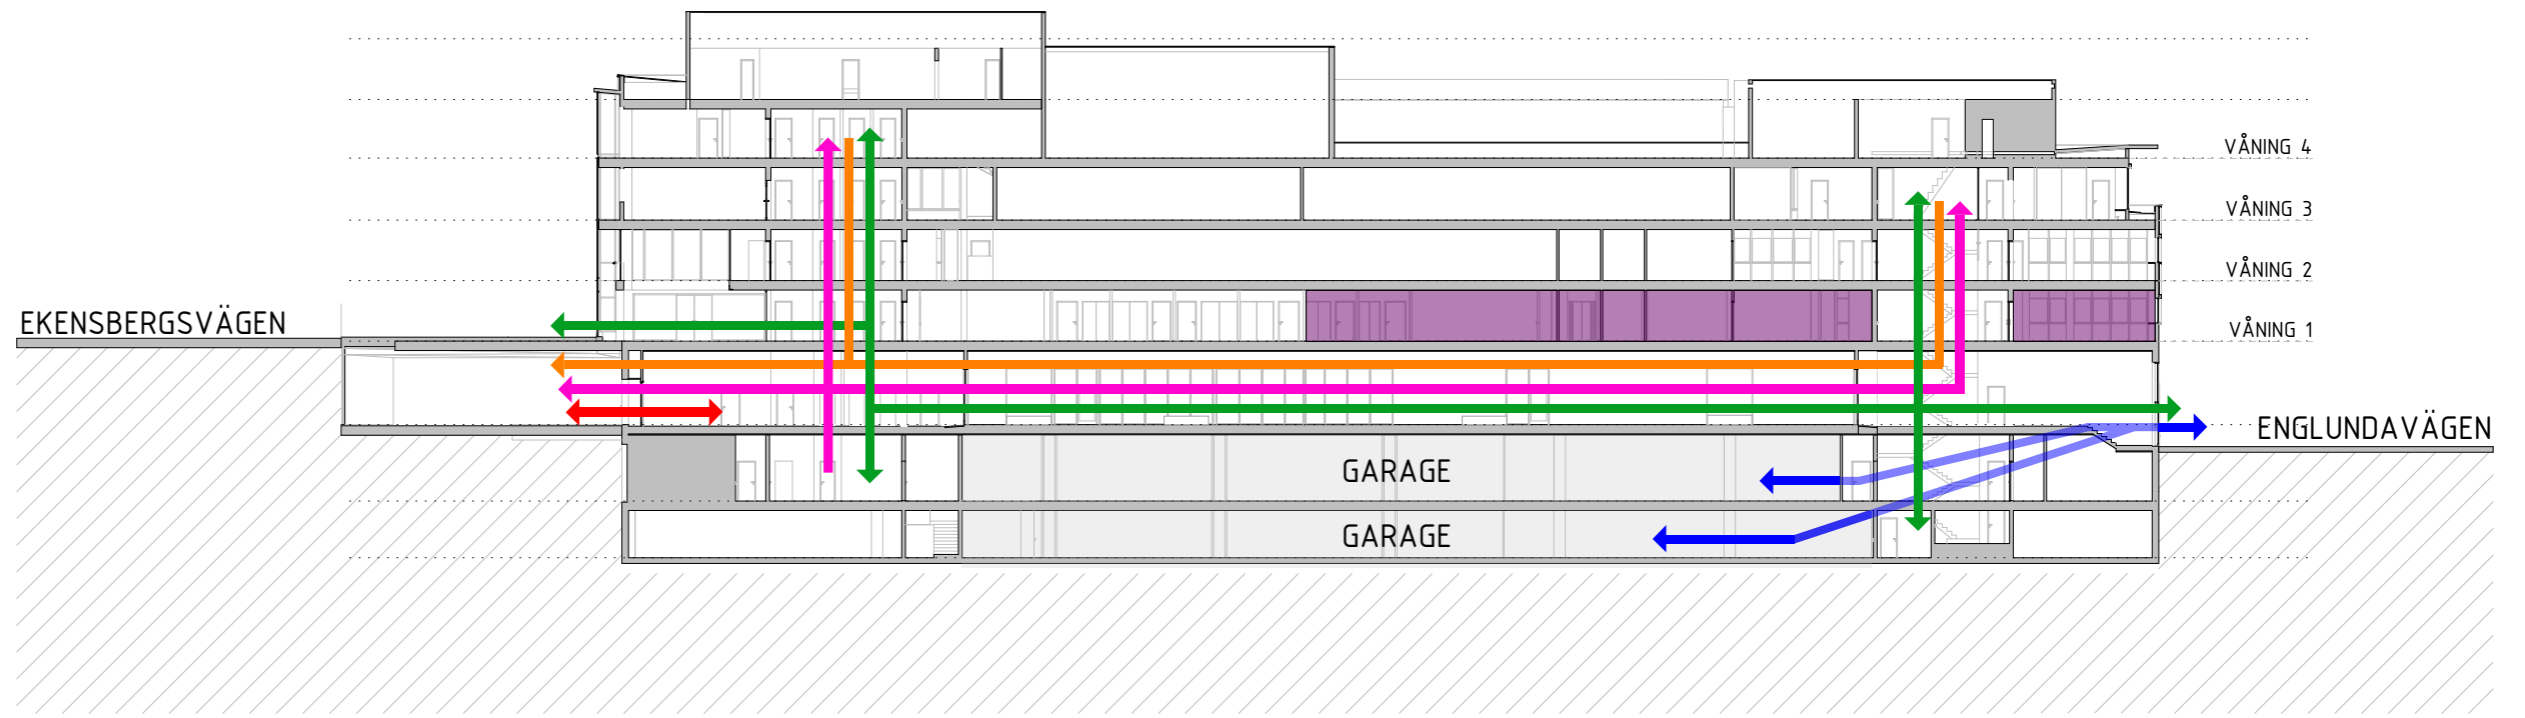 VÅNING 4
VÅNING 3
VÅNING 2
EKENSBERGSVÄGEN
VÅNING 1
ENGLUNDAVÄGEN
GARAGE
GARAGE